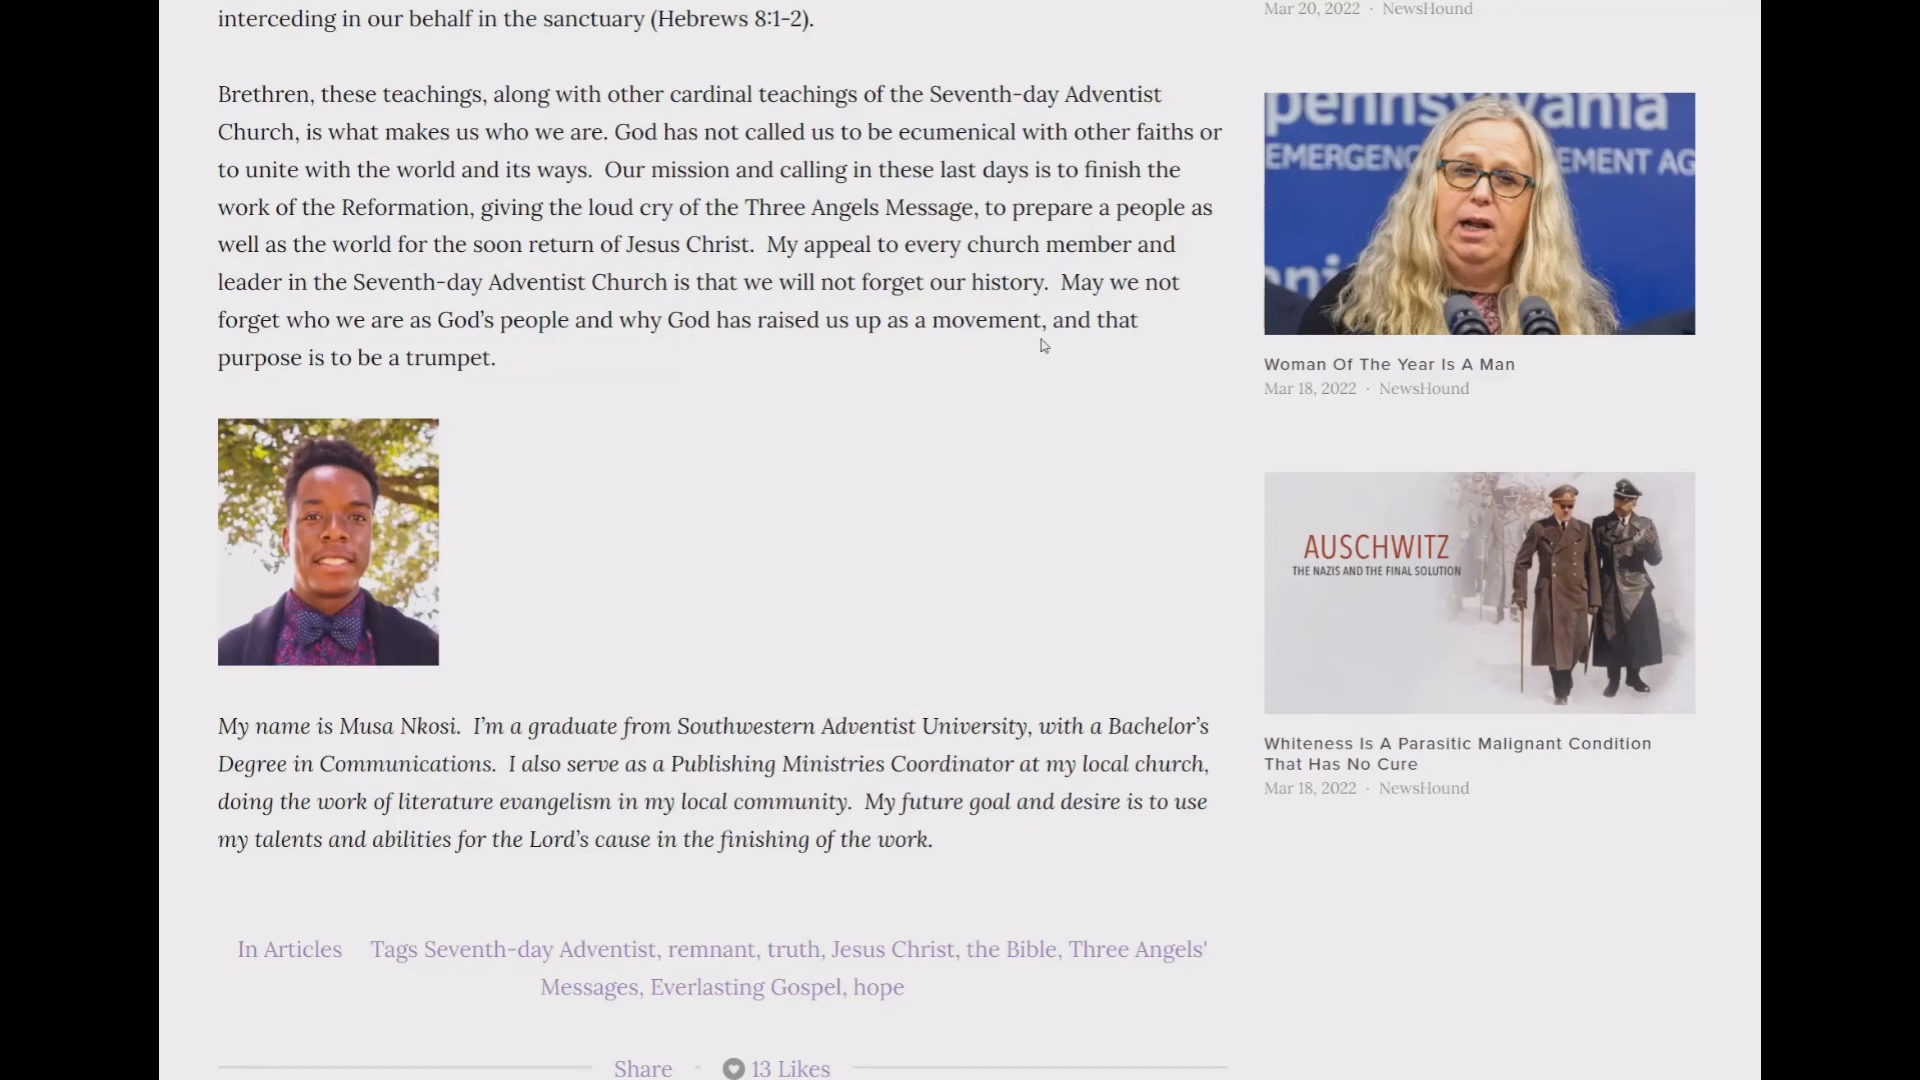 interceding in our behalf in the sanctuary (Hebrews 8:1-2).
Brethren, these teachings, along with other cardinal teachings of the Seventh-day Adventist
Church, is what makes us who we are. God has not called us to be ecumenical with other faiths or
to unite with the world and its ways.  Our mission and calling in these last days is to finish the
work of the Reformation, giving the loud cry of the Three Angels Message, to prepare a people as
well as the world for the soon return of Jesus Christ.  My appeal to every church member and
leader in the Seventh-day Adventist Church is that we will not forget our history.  May we not
forget who we are as God's people and why God has raised us up as a movement, and that
purpose is to be a trumpet.
My name is Musa Nkosi.  I'm a graduate from Southwestern Adventist University, with a Bachelor's
Degree in Communications.  I also serve as a Publishing Ministries Coordinator at my local church,
doing the work of literature evangelism in my local community.  My future goal and desire is to use
my talents and abilities for the Lord's cause in the finishing of the work.
In Articles Tags Seventh-day Adventist, remnant, truth, Jesus Christ, the Bible, Three Angels'
Messages, Everlasting Gospel, hope
Share - 13 Likes
Mar 20, 2022 · NewsHound
pennsylvania
EMERGENC EMENT AG
Woman Of The Year Is A Man
Mar 18, 2022 · NewsHound
AUSCHWITZ
THE NAZIS AND THE FINAL SOLUTION
Whiteness Is A Parasitic Malignant Condition
That Has No Cure
Mar 18, 2022 · NewsHound